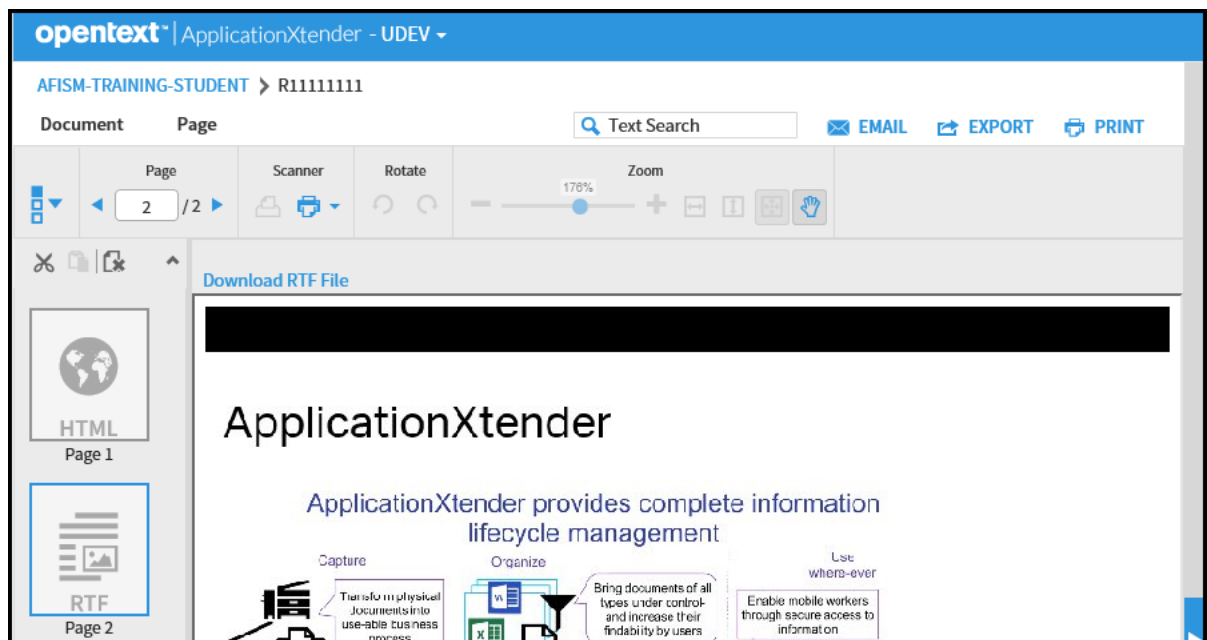 opentext™ | ApplicationXtender - UDEV
AFISM-TRAINING-STUDENT > R11111111
Document Page Text Search EMAIL EXPORT PRINT
Page Scanner Rotate Zoom
176%
2 / 2
Download RTF File
HTML
Page 1
RTF
Page 2
ApplicationXtender
ApplicationXtender provides complete information
lifecycle management
Capture
Transform physical
documents into
use-able business
process
Organize
Bring documents of all
types under control-
and increase their
findability by users
Use
where-ever
Enable mobile workers
through secure access to
information